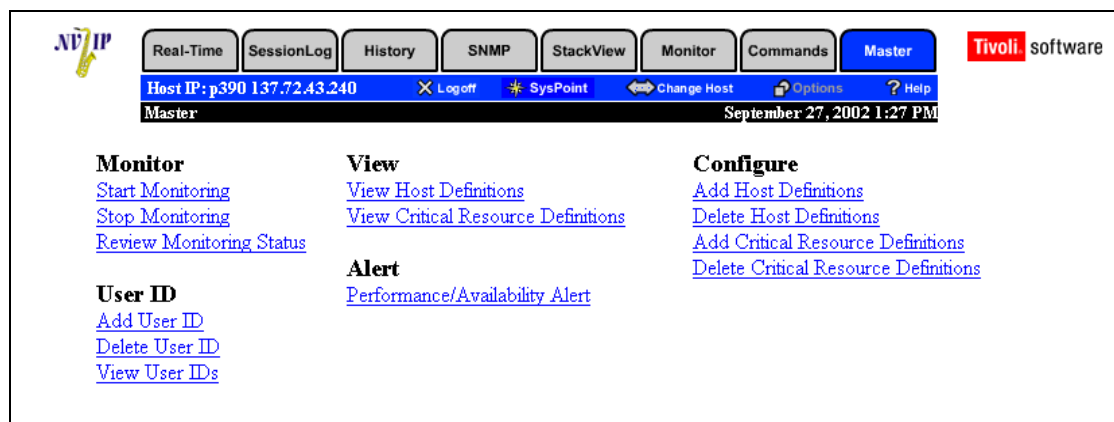 NV IP
Real-Time SessionLog History SNMP StackView Monitor Commands Master
Tivoli. software
Host IP: p390 137.72.43.240 Logoff SysPoint Change Host Options ? Help
Master September 27, 2002 1:27 PM
Monitor View Configure
Start Monitoring View Host Definitions Add Host Definitions
Stop Monitoring View Critical Resource Definitions Delete Host Definitions
Review Monitoring Status Add Critical Resource Definitions
Alert Delete Critical Resource Definitions
User ID Performance/Availability Alert
Add User ID
Delete User ID
View User IDs